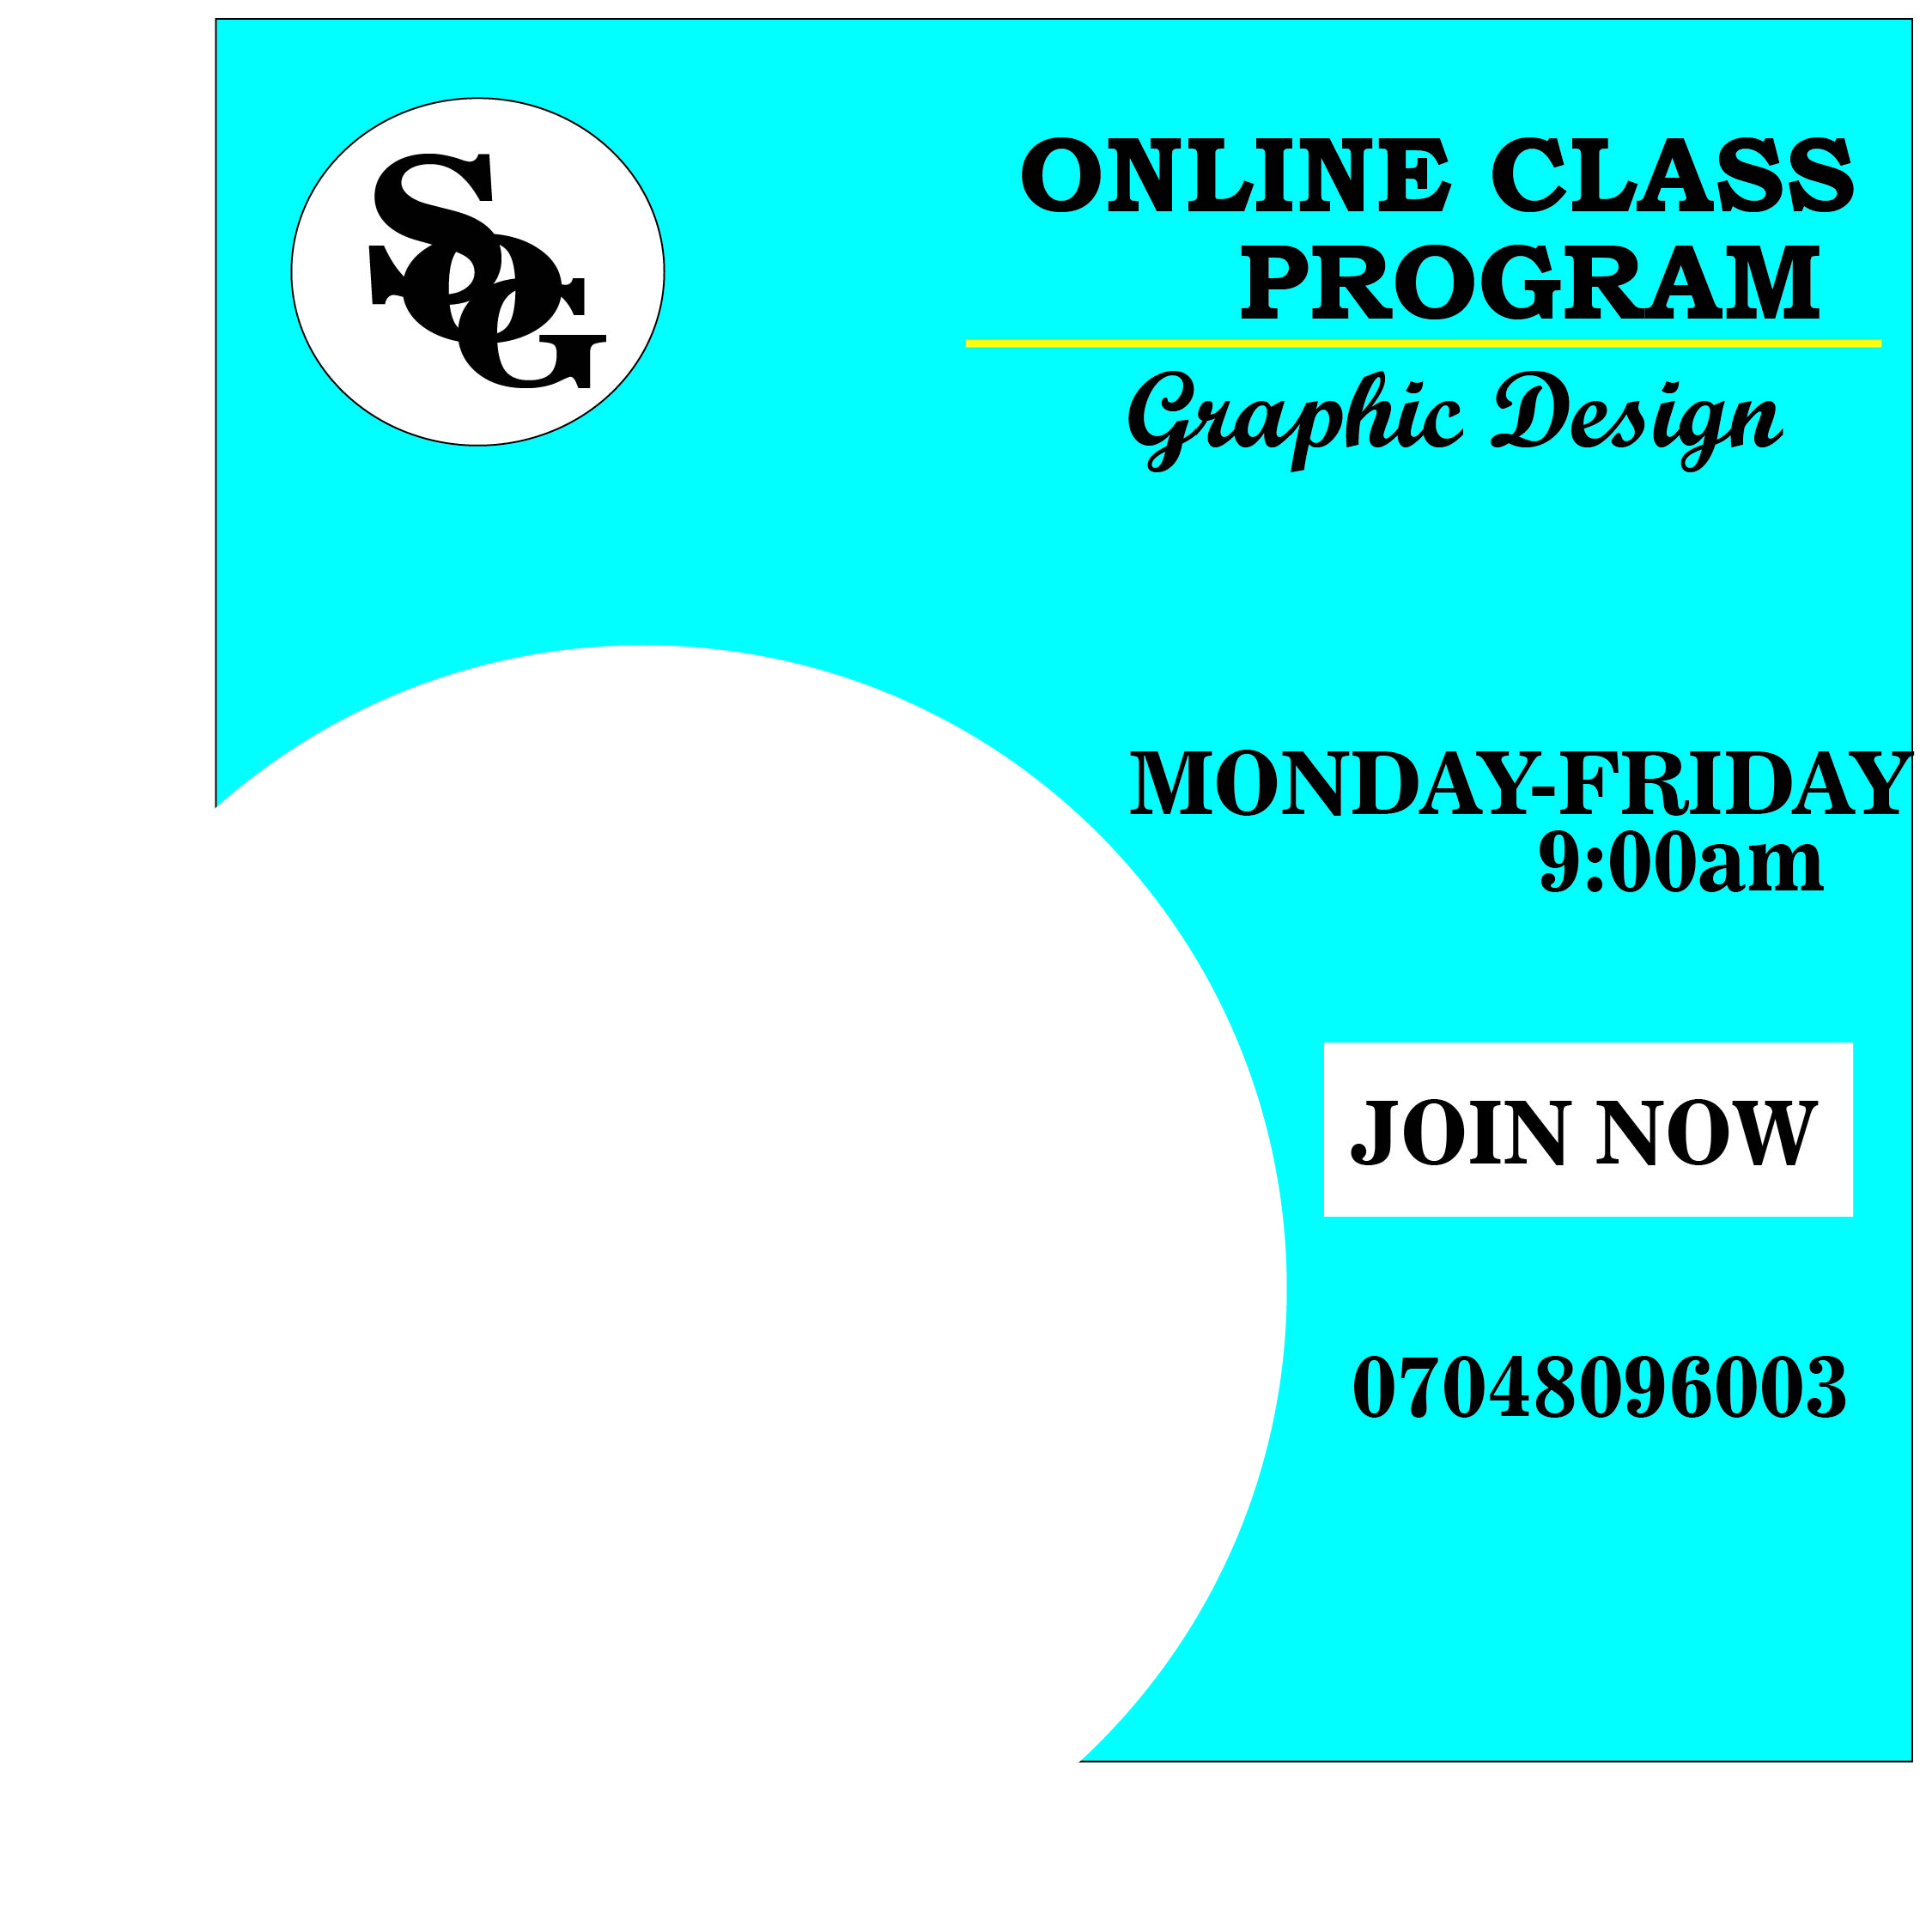 SOG
ONLINE CLASS
PROGRAM
Graphic Design
MONDAY-FRIDAY
9:00am
JOIN NOW
07048096003